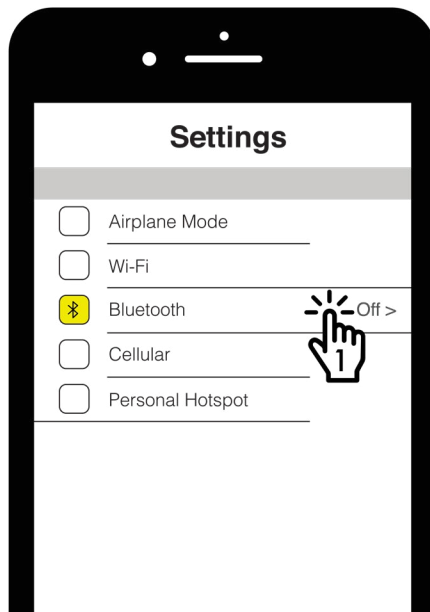 Settings
Airplane Mode
Wi-Fi
Bluetooth Off >
Cellular
1
Personal Hotspot